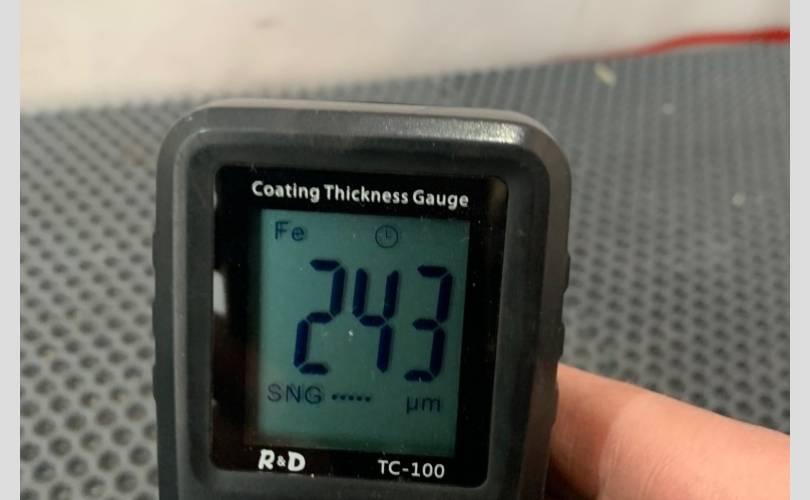 Coating Thickness Gauge
Fe
243
SNG -----
µm
R&D
TC-100